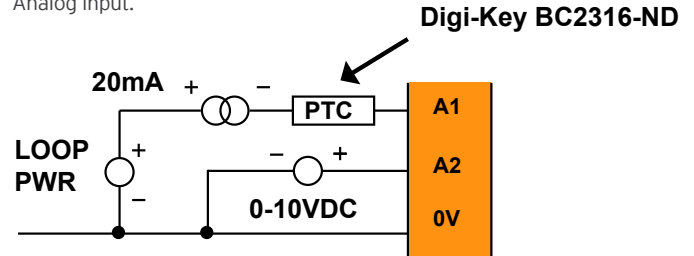 Analog Input.
Digi-Key BC2316-ND
20mA + −
PTC
A1
LOOP
PWR
+
−
− +
A2
0-10VDC
0V